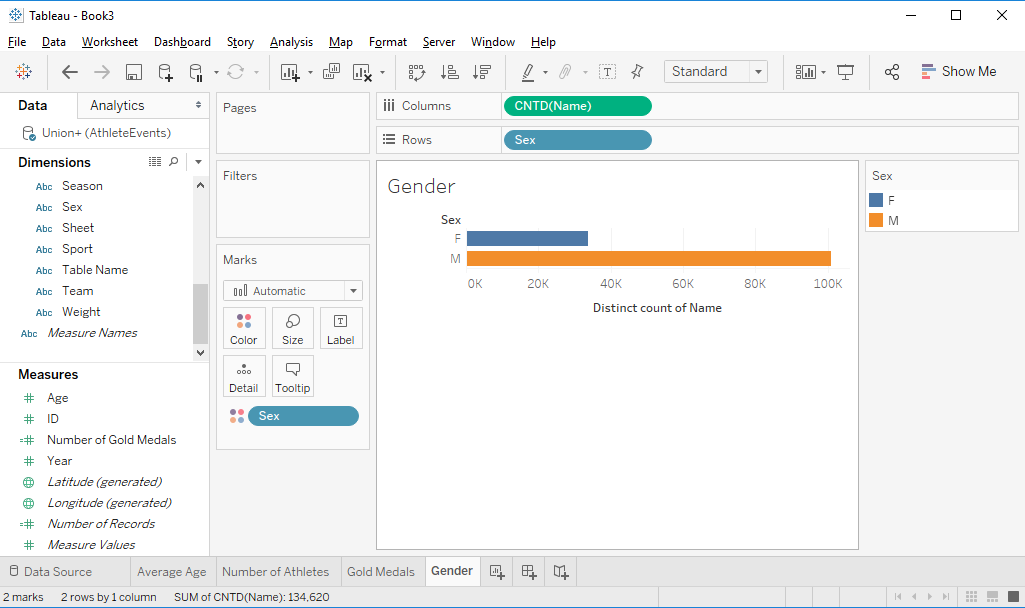 Tableau - Book3
File Data Worksheet Dashboard Story Analysis Map Format Server Window Help
Standard
Show Me
Data Analytics
Union+ (AthleteEvents)
Dimensions
Abc Season
Abc Sex
Abc Sheet
Abc Sport
Abc Table Name
Abc Team
Abc Weight
Abc Measure Names
Measures
Age
ID
Number of Gold Medals
Year
Latitude (generated)
Longitude (generated)
Number of Records
Measure Values
Pages
Filters
Marks
Automatic
Color Size Label
Detail Tooltip
Sex
Columns CNTD(Name)
Rows Sex
Gender
Sex
F
M
0K 20K 40K 60K 80K 100K
Distinct count of Name
Sex
F
M
Data Source Average Age Number of Athletes Gold Medals Gender
2 marks 2 rows by 1 column SUM of CNTD(Name): 134,620